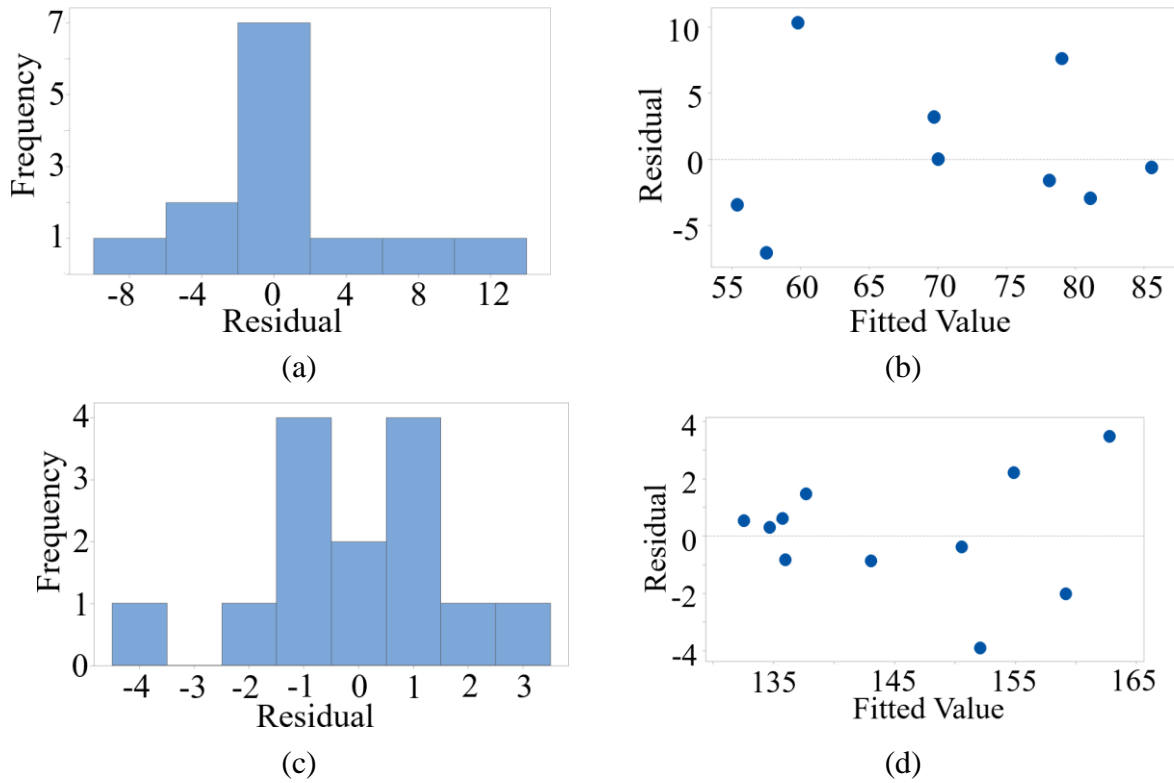 7
5
3
1
Frequency
-8 -4 0 4 8 12
Residual
(a)
10
5
0
-5
Residual
55 60 65 70 75 80 85
Fitted Value
(b)
4
3
2
1
0
Frequency
-4 -3 -2 -1 0 1 2 3
Residual
(c)
4
2
0
-2
-4
Residual
135 145 155 165
Fitted Value
(d)